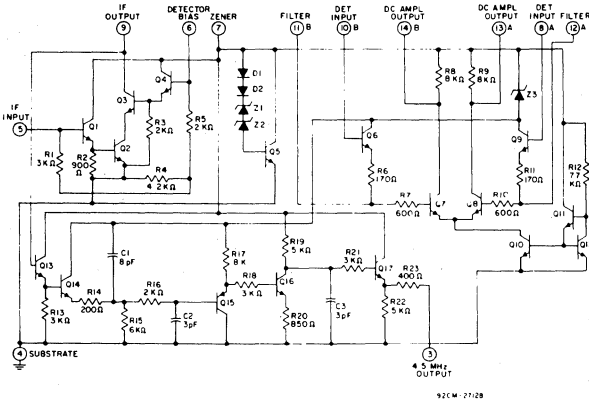 IF OUTPUT 9
DETECTOR BIAS 6
ZENER 7
FILTER 11 B
DET INPUT 10 B
DC AMPL OUTPUT 14 B
DC AMPL OUTPUT 13 A
DET INPUT 8 A
FILTER 12 A
IF INPUT 5
Q1
Q2
Q3
Q4
R1 3KΩ
R2 900 Ω
R3 2KΩ
R4 4.2KΩ
R5 2KΩ
D1
D2
Z1
Z2
Q5
Q6
R6 170Ω
R7 600Ω
R8 8KΩ
R9 8KΩ
Q7
Q8
Z3
Q9
R11 170Ω
R10 600Ω
R12 77 KΩ
Q11
Q10
Q13
Q14
R13 3KΩ
R14 200Ω
C1 8pF
R15 6KΩ
R16 2KΩ
C2 3pF
Q15
R17 8K
R18 3KΩ
R19 5KΩ
Q16
R20 850Ω
C3 3pF
R21 3KΩ
Q17
R23 400Ω
R22 5KΩ
4 SUBSTRATE
3
4.5 MHz OUTPUT
92CM-27128